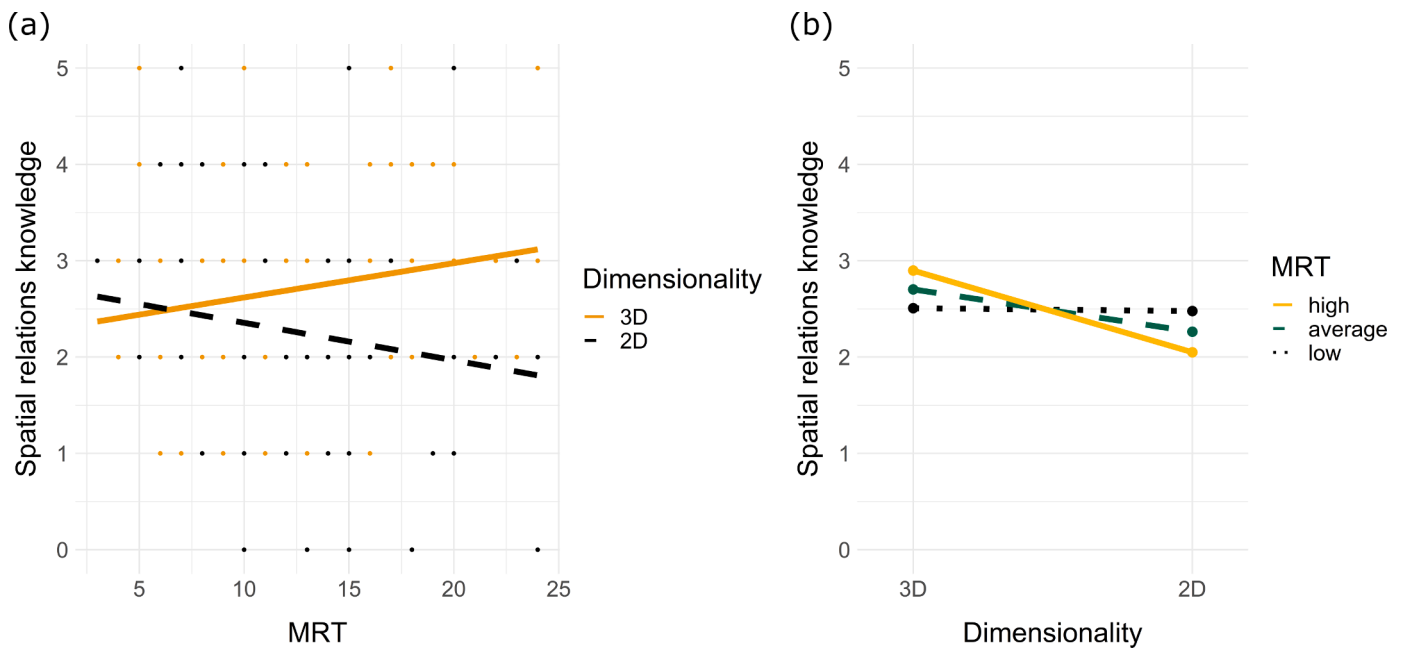 (a)
Spatial relations knowledge
5
4
3
2
1
0
5
10
15
20
25
MRT
Dimensionality
3D
2D
(b)
Spatial relations knowledge
5
4
3
2
1
0
3D
2D
Dimensionality
MRT
high
average
low